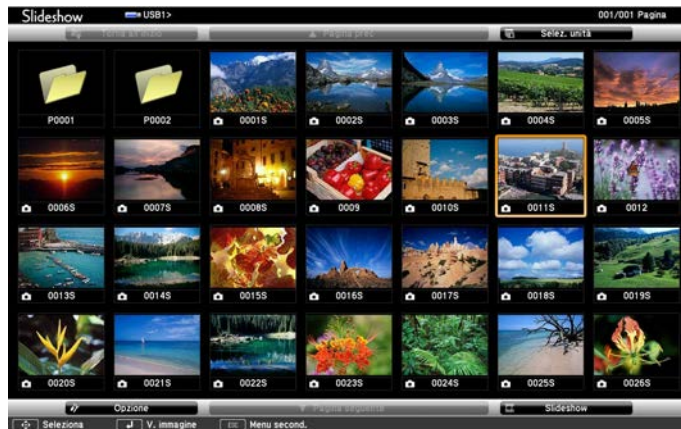 Slideshow USB1> 001/001 Pagina
Torna all'inizio ▲ Pagina prec Selez. unità
P0001 P0002 0001S 0002S 0003S 0004S 0005S
0006S 0007S 0008S 0009 0010S 0011S 0012
0013S 0014S 0015S 0016S 0017S 0018S 0019S
0020S 0021S 0022S 0023S 0024S 0025S 0026S
Opzione ▼ Pagina seguente Slideshow
Seleziona V. immagine ESC Menu second.